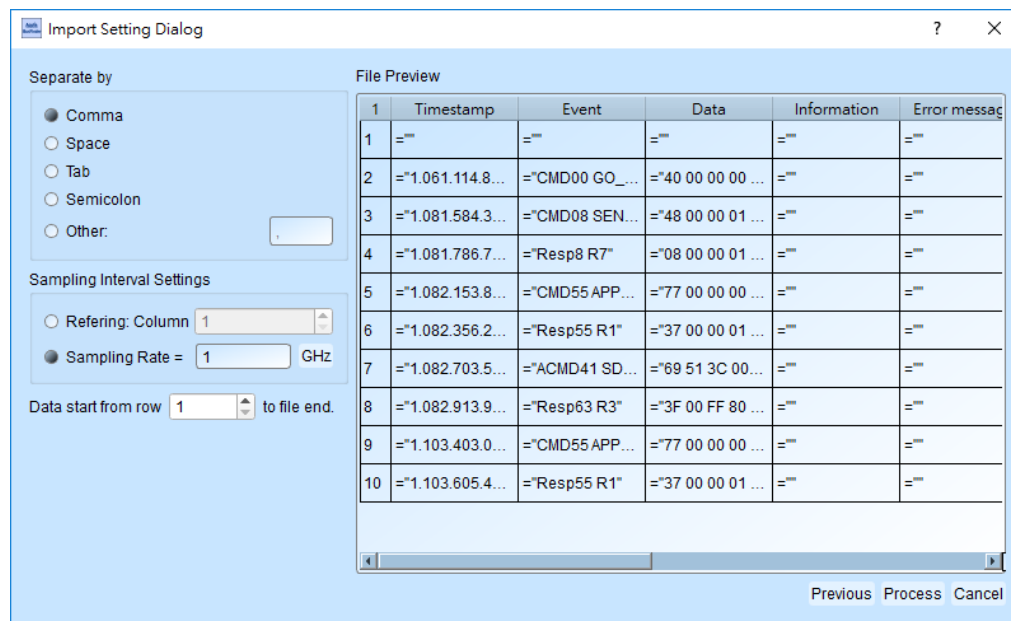 Import Setting Dialog
?
Separate by
Comma
Space
Tab
Semicolon
Other: ,
Sampling Interval Settings
Refering: Column 1
Sampling Rate = 1 GHz
Data start from row 1 to file end.
File Preview
1 Timestamp Event Data Information Error messag
1 ="" ="" ="" ="" =""
2 ="1.061.114.8... ="CMD00 GO_... ="40 00 00 00 ... ="" =""
3 ="1.081.584.3... ="CMD08 SEN... ="48 00 00 01 ... ="" =""
4 ="1.081.786.7... ="Resp8 R7" ="08 00 00 01 ... ="" =""
5 ="1.082.153.8... ="CMD55 APP... ="77 00 00 00 ... ="" =""
6 ="1.082.356.2... ="Resp55 R1" ="37 00 00 01 ... ="" =""
7 ="1.082.703.5... ="ACMD41 SD... ="69 51 3C 00... ="" =""
8 ="1.082.913.9... ="Resp63 R3" ="3F 00 FF 80 ... ="" =""
9 ="1.103.403.0... ="CMD55 APP... ="77 00 00 00 ... ="" =""
10 ="1.103.605.4... ="Resp55 R1" ="37 00 00 01 ... ="" =""
Previous Process Cancel